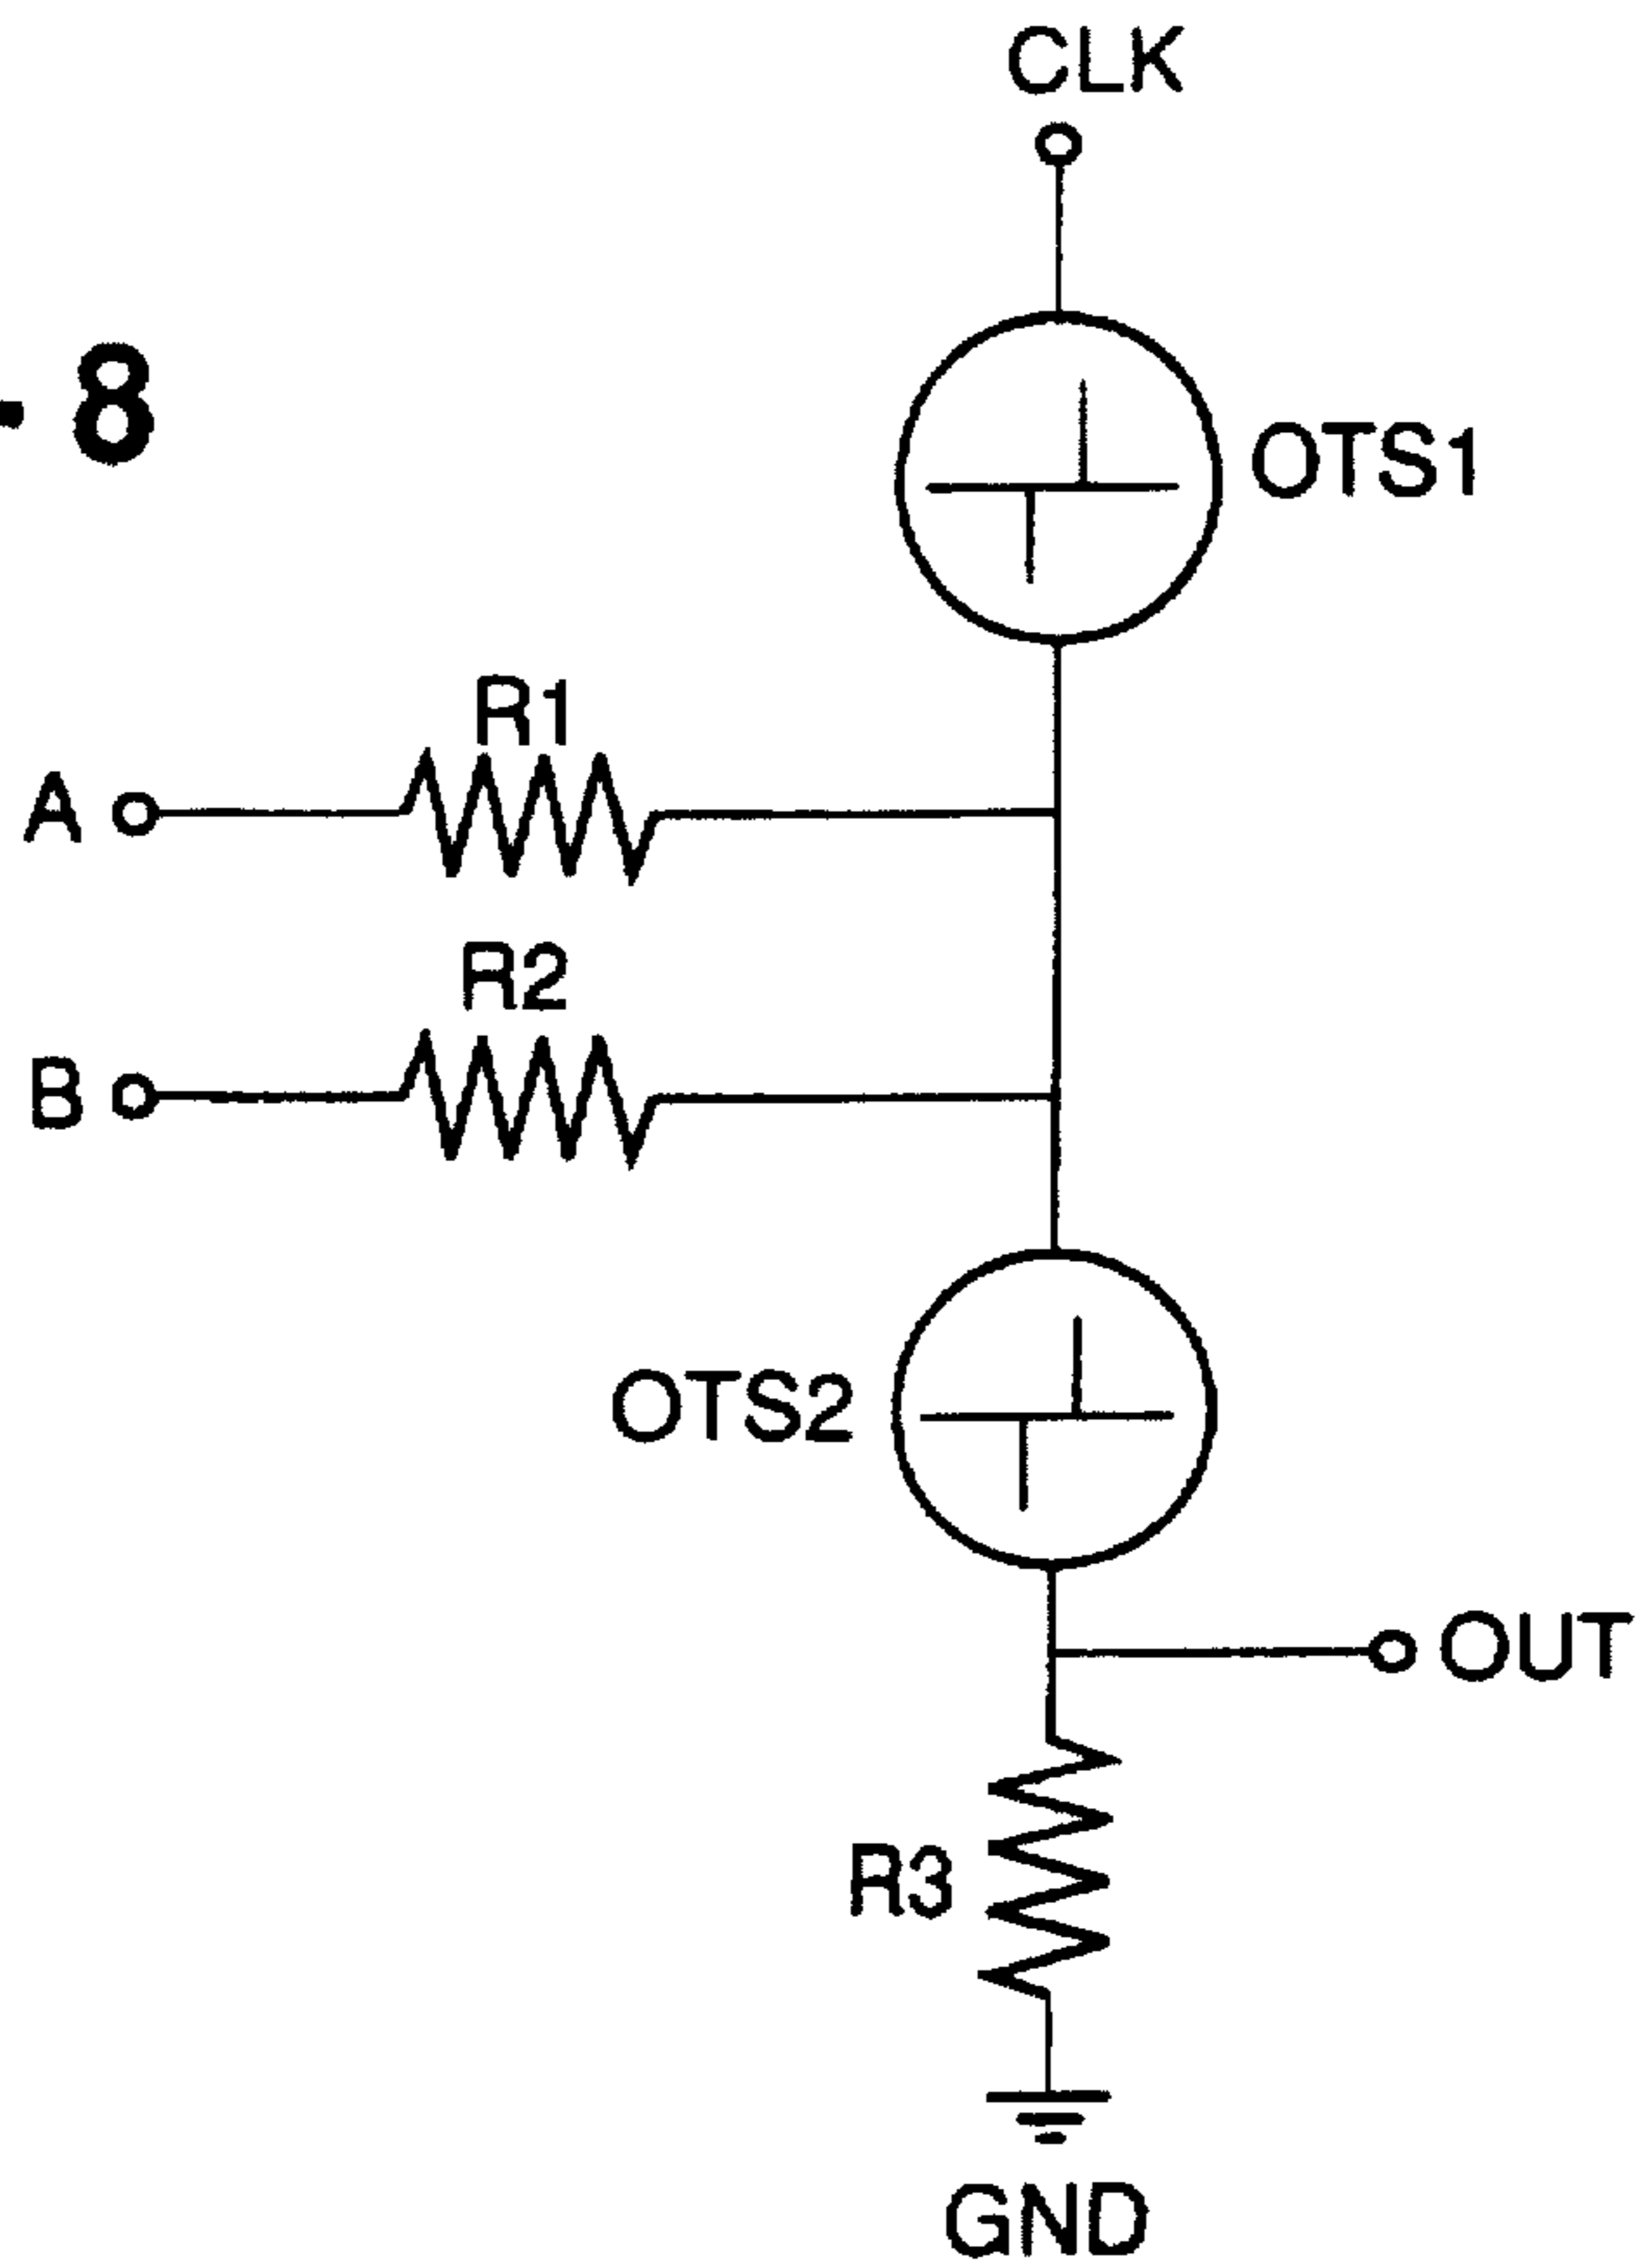 CLK
- 8
OTS1
R1
A
R2
B
OTS2
OUT
R3
GND